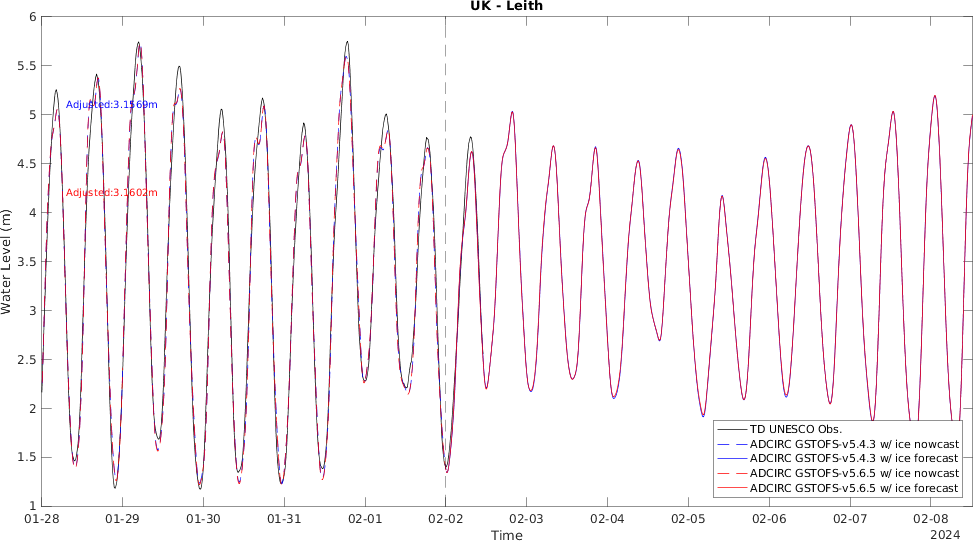 UK - Leith
6
5.5
5
4.5
4
3.5
3
2.5
2
1.5
1
Water Level (m)
Adjusted:3.1569m
Adjusted:3.1602m
TD UNESCO Obs.
ADCIRC GSTOFS-v5.4.3 w/ ice nowcast
ADCIRC GSTOFS-v5.4.3 w/ ice forecast
ADCIRC GSTOFS-v5.6.5 w/ ice nowcast
ADCIRC GSTOFS-v5.6.5 w/ ice forecast
01-28 01-29 01-30 01-31 02-01 02-02 02-03 02-04 02-05 02-06 02-07 02-08
Time
2024